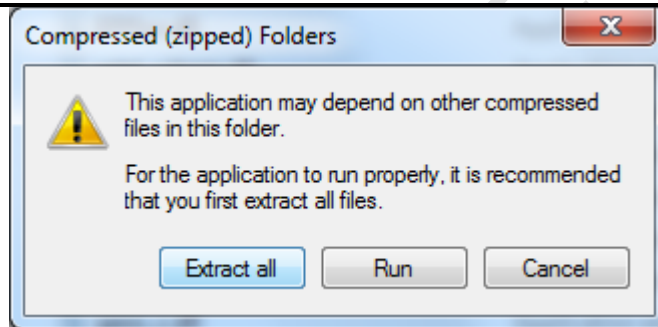 Compressed (zipped) Folders
This application may depend on other compressed
files in this folder.
For the application to run properly, it is recommended
that you first extract all files.
Extract all Run Cancel